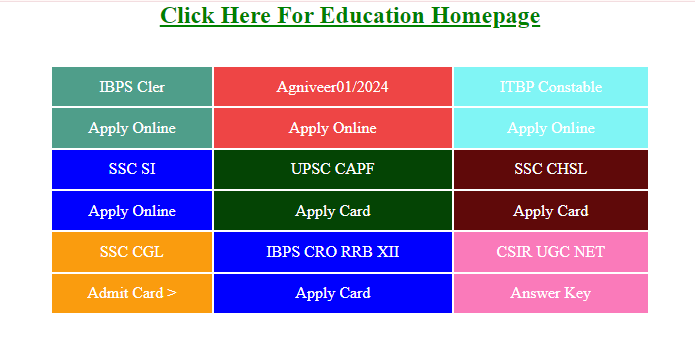 Click Here For Education Homepage
IBPS Cler Agniveer01/2024 ITBP Constable
Apply Online Apply Online Apply Online
SSC SI UPSC CAPF SSC CHSL
Apply Online Apply Card Apply Card
SSC CGL IBPS CRO RRB XII CSIR UGC NET
Admit Card > Apply Card Answer Key